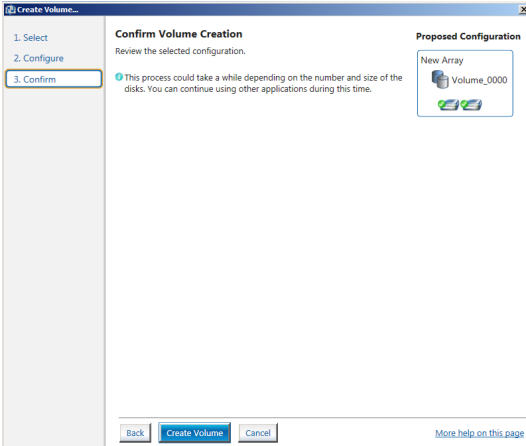 Create Volume...
1. Select
2. Configure
3. Confirm
Confirm Volume Creation
Review the selected configuration.
This process could take a while depending on the number and size of the
disks. You can continue using other applications during this time.
Proposed Configuration
New Array
Volume_0000
Back
Create Volume
Cancel
More help on this page